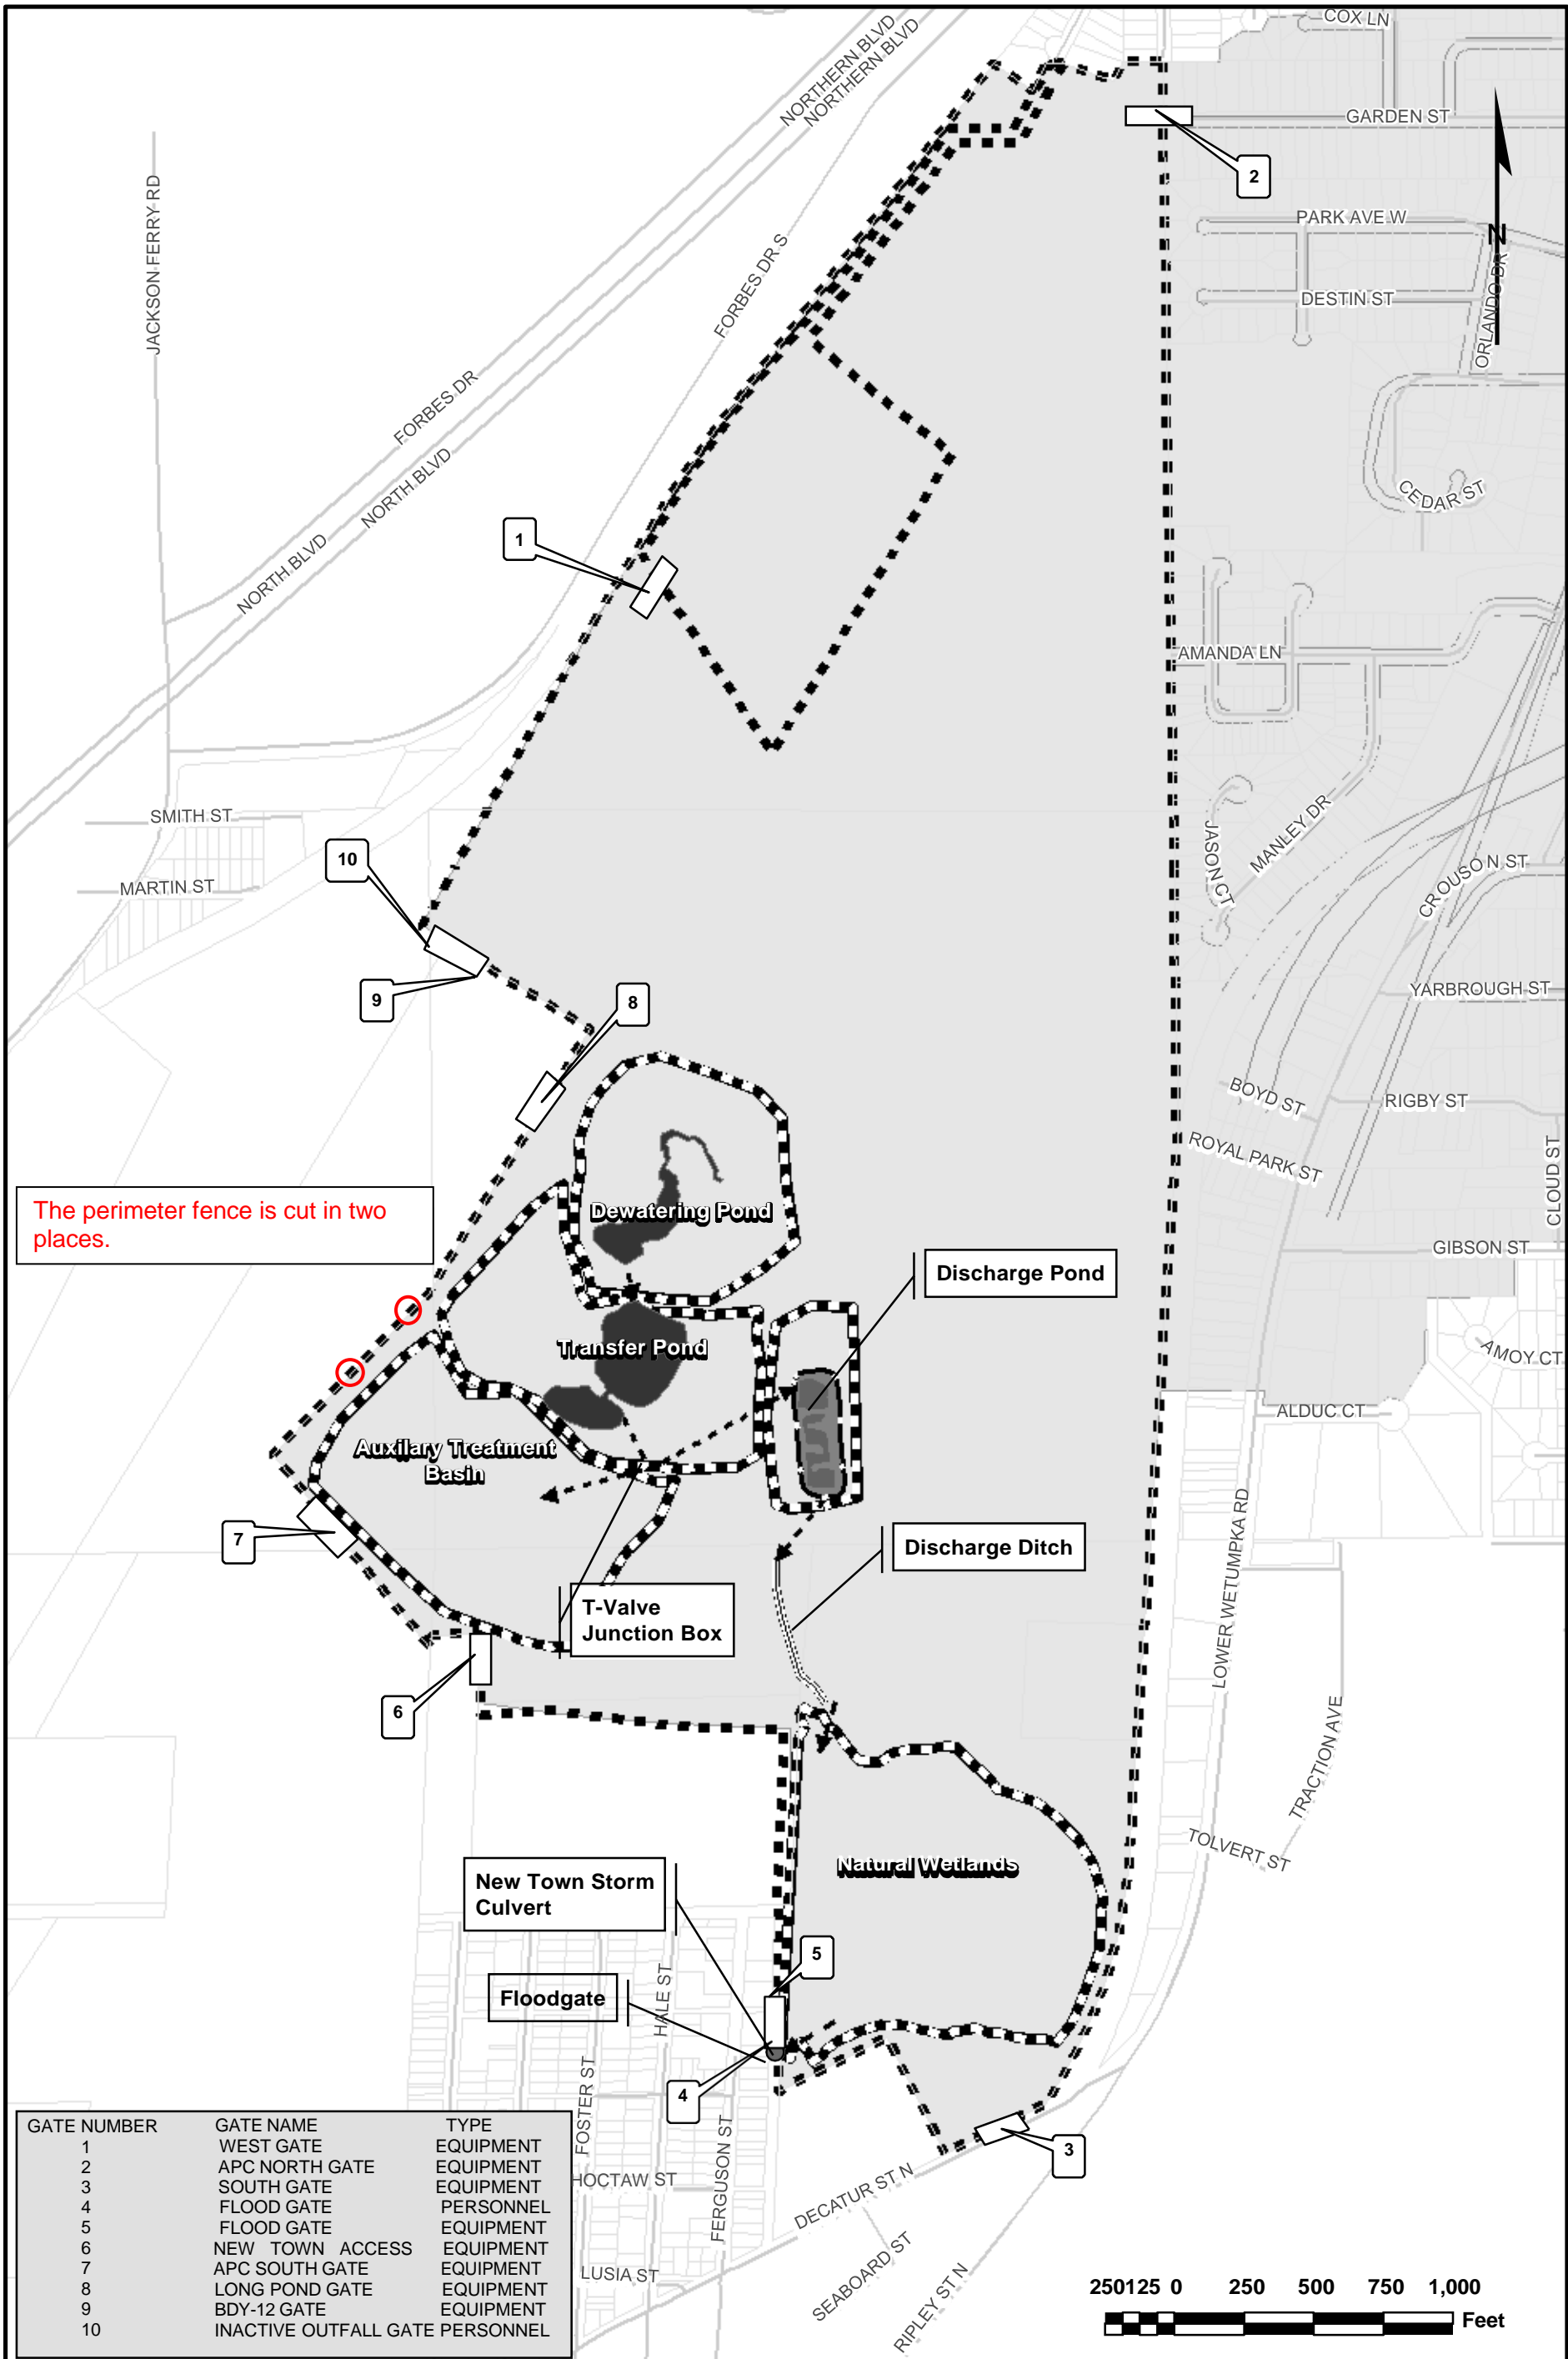 COX LN
NORTHERN BLVD
NORTHERN BLVD
GARDEN ST
2
JACKSON FERRY RD
PARK AVE W
N
FORBES DR S
DESTIN ST
ORLANDO DR
FORBES DR
NORTH BLVD
CEDAR ST
1
NORTH BLVD
AMANDA LN
SMITH ST
MANLEY DR
JASON CT
10
MARTIN ST
CROUSON ST
9
8
YARBROUGH ST
BOYD ST
RIGBY ST
ROYAL PARK ST
CLOUD ST
The perimeter fence is cut in two
places.
Dewatering Pond
GIBSON ST
Discharge Pond
Transfer Pond
AMOY CT
ALDUC CT
Auxilary Treatment
Basin
7
Discharge Ditch
LOWER WETUMPKA RD
T-Valve
Junction Box
6
TRACTION AVE
TOLVERT ST
Natural Wetlands
New Town Storm
Culvert
5
Floodgate
HALE ST
4
FOSTER ST
3
FERGUSON ST
HOCTAW ST
DECATUR ST N
SEABOARD ST
RIPLEY ST N
LUSIA ST
GATE NUMBER GATE NAME TYPE
1 WEST GATE EQUIPMENT
2 APC NORTH GATE EQUIPMENT
3 SOUTH GATE EQUIPMENT
4 FLOOD GATE PERSONNEL
5 FLOOD GATE EQUIPMENT
6 NEW TOWN ACCESS EQUIPMENT
7 APC SOUTH GATE EQUIPMENT
8 LONG POND GATE EQUIPMENT
9 BDY-12 GATE EQUIPMENT
10 INACTIVE OUTFALL GATE PERSONNEL
250 125 0 250 500 750 1,000
Feet